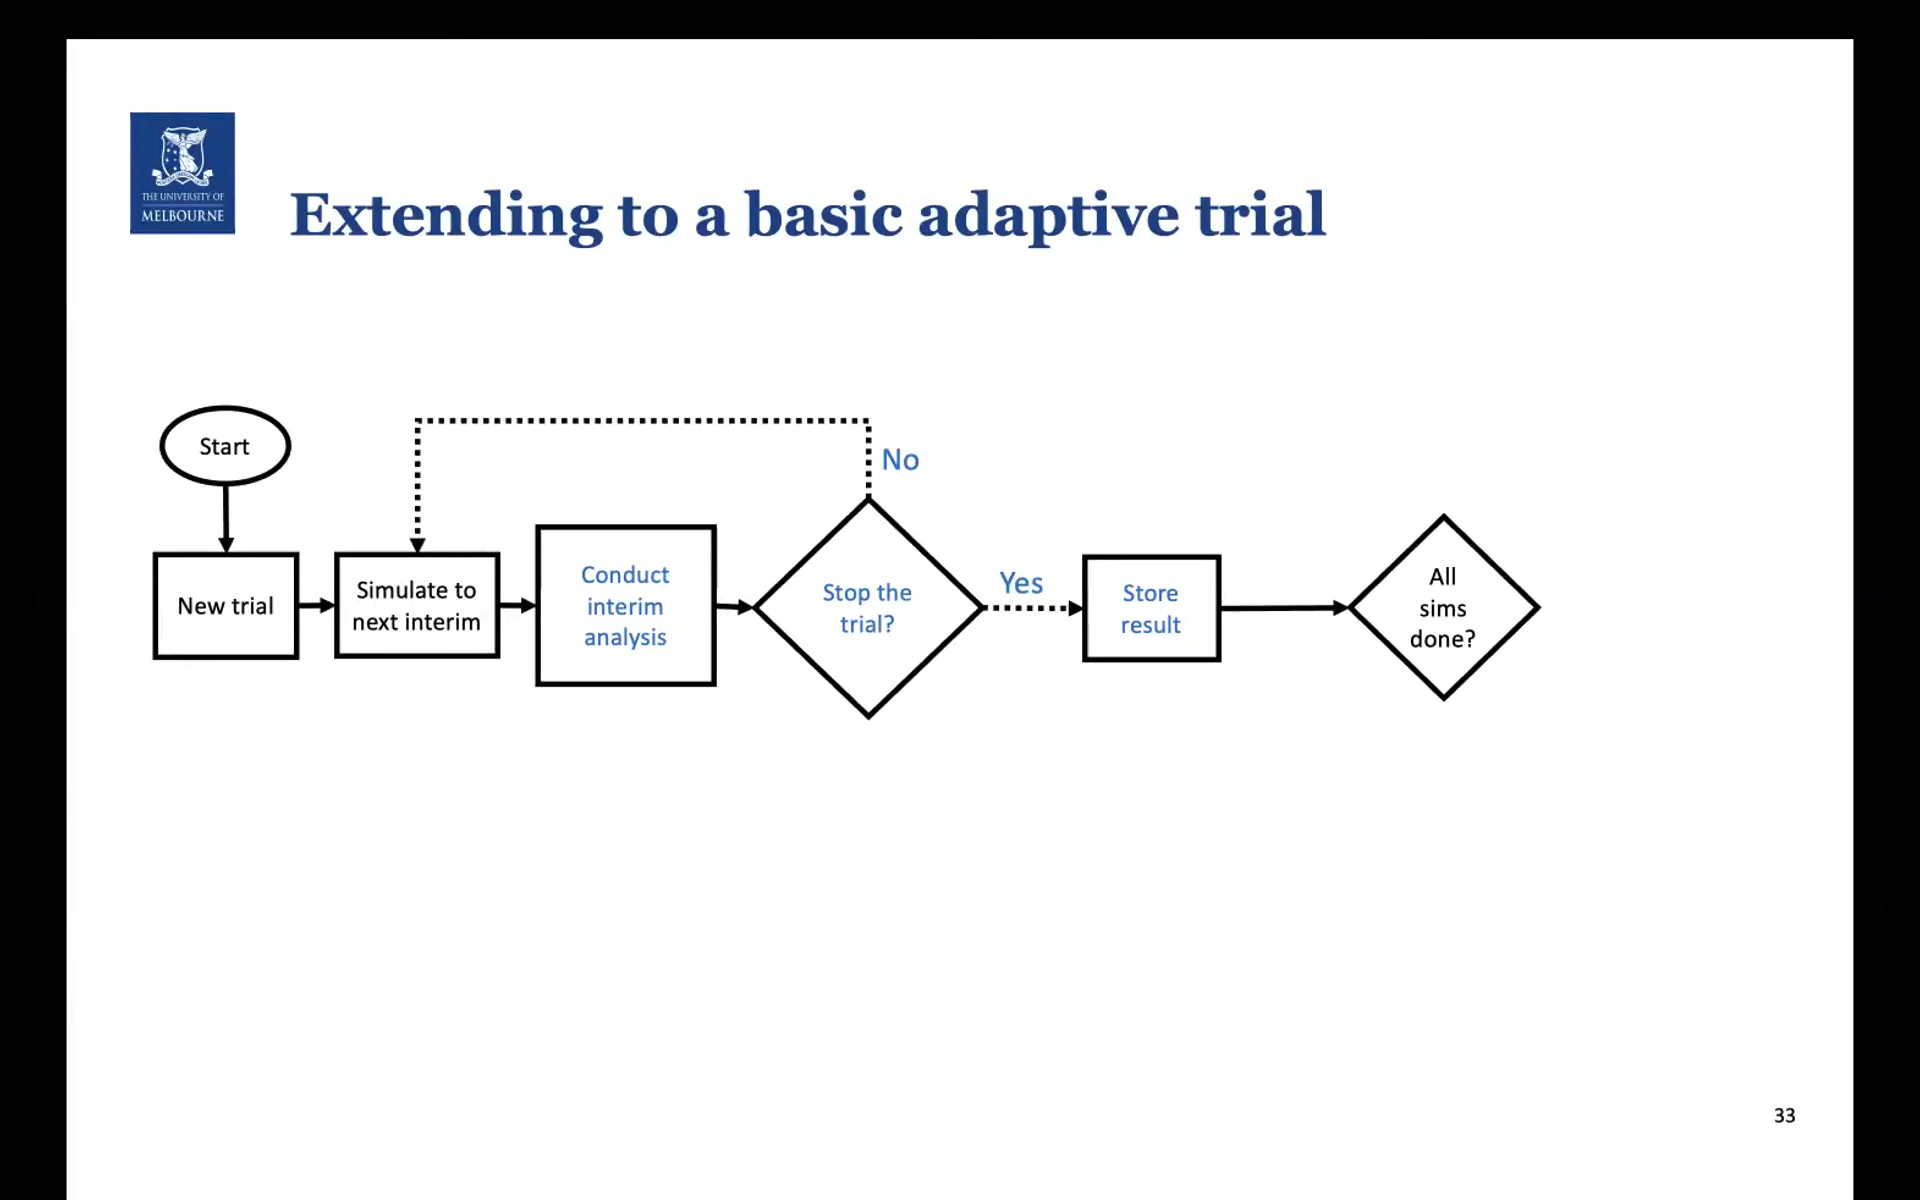 THE UNIVERSITY OF
MELBOURNE
Extending to a basic adaptive trial
Start
No
New trial
Simulate to
next interim
Conduct
interim
analysis
Stop the
trial?
Yes
Store
result
All
sims
done?
33